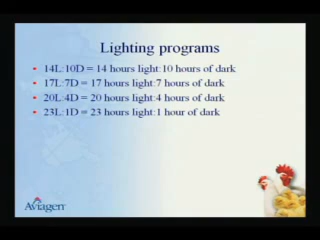 Lighting programs
• 14L:10D = 14 hours light:10 hours of dark
• 17L:7D = 17 hours light:7 hours of dark
• 20L:4D = 20 hours light:4 hours of dark
• 23L:1D = 23 hours light:1 hour of dark
Aviagen